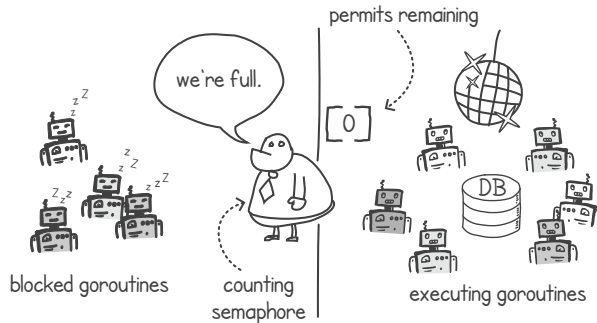 permits remaining
we're full.
0
z z Z
z z Z
z z z Z
Z z z
DB
blocked goroutines
counting
semaphore
executing goroutines